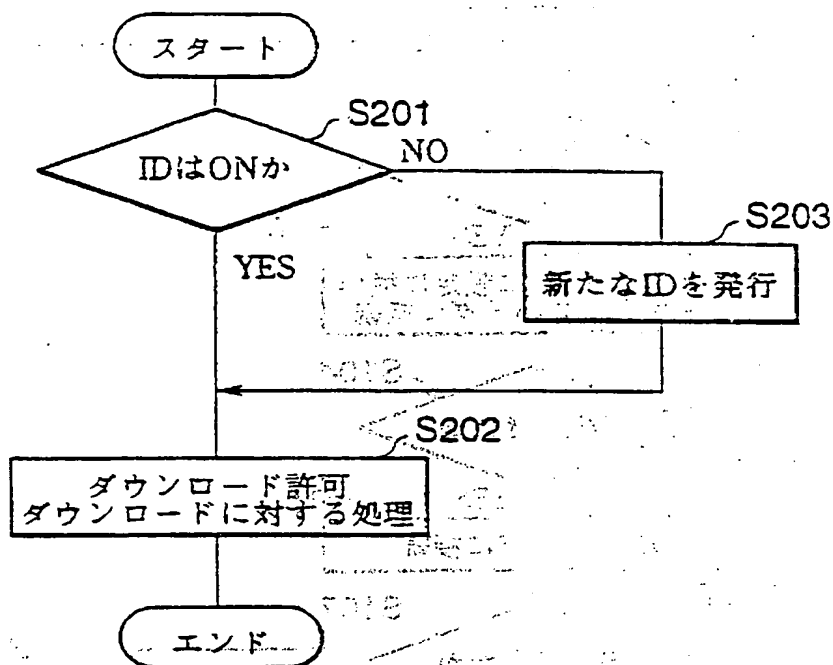 スタート
S201
IDはONか
NO
S203
YES
新たなIDを発行
S202
ダウンロード許可
ダウンロードに対する処理
エンド